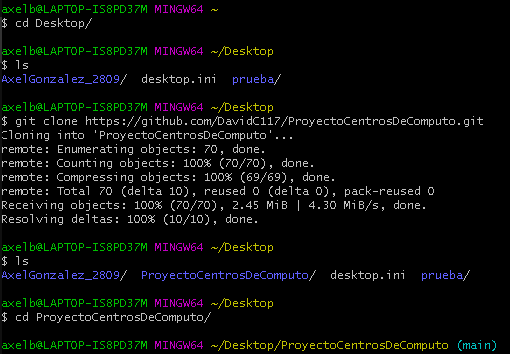 axelb@LAPTOP-IS8PD37M MINGW64 ~
$ cd Desktop/
axelb@LAPTOP-IS8PD37M MINGW64 ~/Desktop
$ ls
AxelGonzalez_2809/  desktop.ini  prueba/
axelb@LAPTOP-IS8PD37M MINGW64 ~/Desktop
$ git clone https://github.com/DavidC117/ProyectoCentrosDeComputo.git
Cloning into 'ProyectoCentrosDeComputo'...
remote: Enumerating objects: 70, done.
remote: Counting objects: 100% (70/70), done.
remote: Compressing objects: 100% (69/69), done.
remote: Total 70 (delta 10), reused 0 (delta 0), pack-reused 0
Receiving objects: 100% (70/70), 2.45 MiB | 4.30 MiB/s, done.
Resolving deltas: 100% (10/10), done.
axelb@LAPTOP-IS8PD37M MINGW64 ~/Desktop
$ ls
AxelGonzalez_2809/  ProyectoCentrosDeComputo/  desktop.ini  prueba/
axelb@LAPTOP-IS8PD37M MINGW64 ~/Desktop
$ cd ProyectoCentrosDeComputo/
axelb@LAPTOP-IS8PD37M MINGW64 ~/Desktop/ProyectoCentrosDeComputo (main)